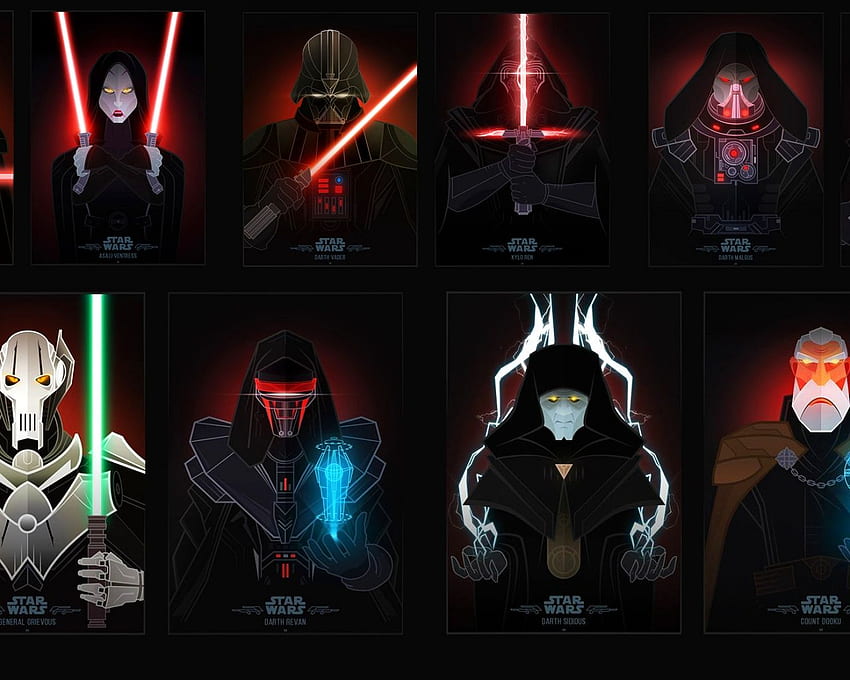 STAR
WARS
ASAJJ VENTRESS
STAR
WARS
DARTH VADER
STAR
WARS
KYLO REN
STAR
WARS
DARTH MALGUS
STAR
WARS
GENERAL GRIEVOUS
STAR
WARS
DARTH REVAN
STAR
WARS
DARTH SIDIOUS
STAR
WARS
COUNT DOOKU